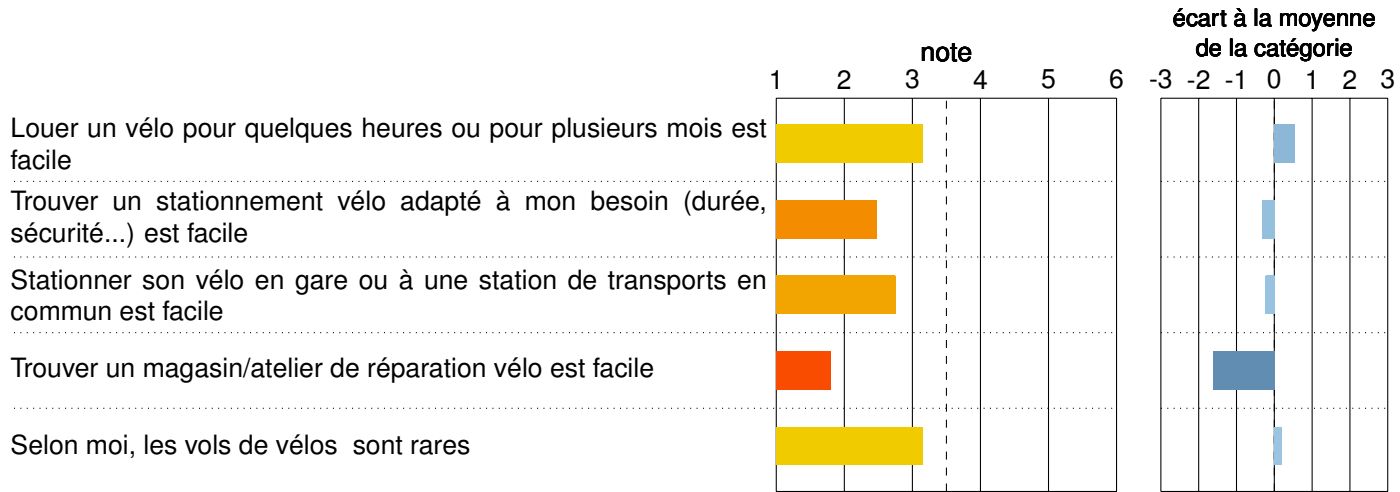 écart à la moyenne
de la catégorie
note
1 2 3 4 5 6
-3 -2 -1 0 1 2 3
Louer un vélo pour quelques heures ou pour plusieurs mois est
facile
Trouver un stationnement vélo adapté à mon besoin (durée,
sécurité...) est facile
Stationner son vélo en gare ou à une station de transports en
commun est facile
Trouver un magasin/atelier de réparation vélo est facile
Selon moi, les vols de vélos sont rares